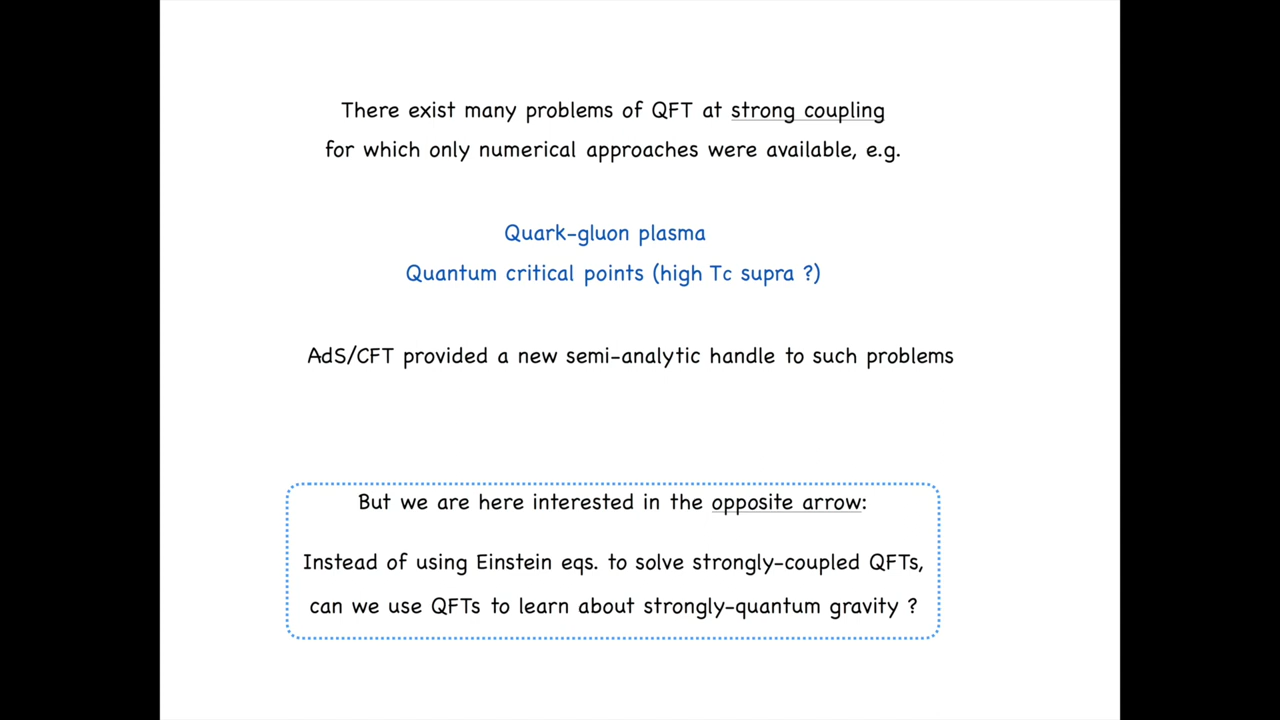 There exist many problems of QFT at strong coupling
for which only numerical approaches were available, e.g.
Quark-gluon plasma
Quantum critical points (high Tc supra ?)
AdS/CFT provided a new semi-analytic handle to such problems
But we are here interested in the opposite arrow:
Instead of using Einstein eqs. to solve strongly-coupled QFTs,
can we use QFTs to learn about strongly-quantum gravity ?